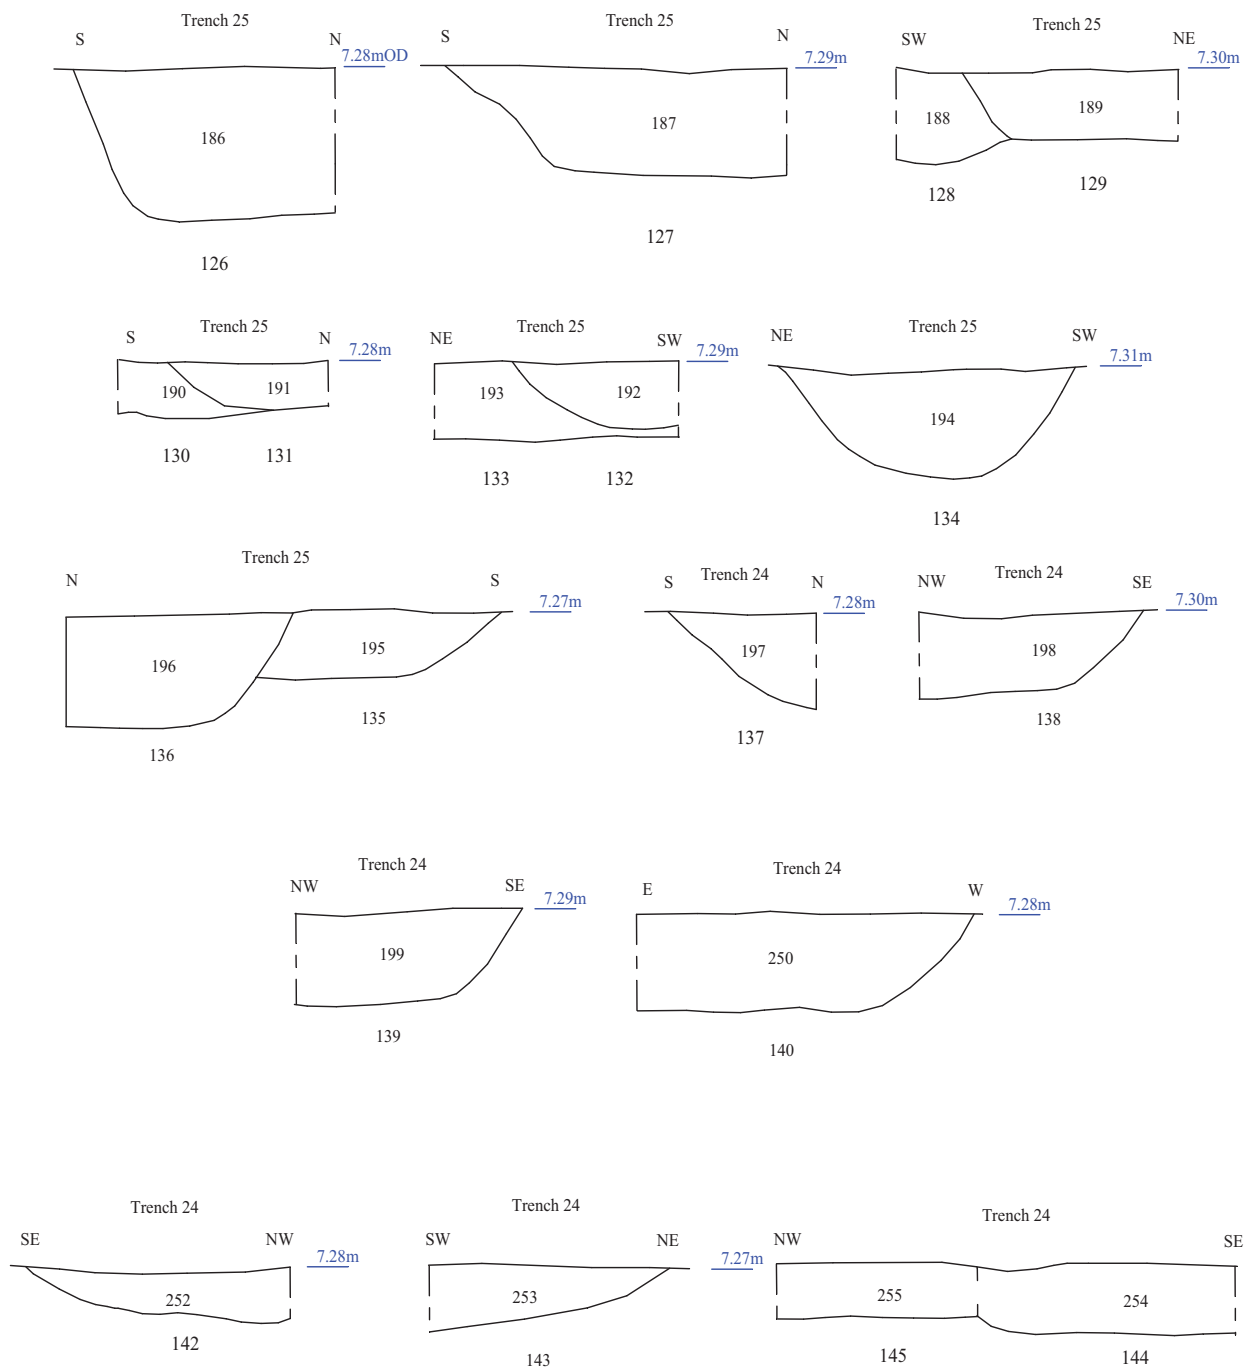 Trench 25
S
N
7.28mOD
186
126
Trench 25
S
N
7.29m
187
127
Trench 25
SW
NE
7.30m
188
189
128
129
Trench 25
S
N
7.28m
190
191
130
131
Trench 25
NE
SW
7.29m
193
192
133
132
Trench 25
NE
SW
7.31m
194
134
Trench 25
N
S
7.27m
196
195
136
135
Trench 24
S
N
7.28m
197
137
Trench 24
NW
SE
7.30m
198
138
Trench 24
NW
SE
7.29m
199
139
Trench 24
E
W
7.28m
250
140
Trench 24
SE
NW
7.28m
252
142
Trench 24
SW
NE
7.27m
253
143
Trench 24
NW
SE
255
254
145
144